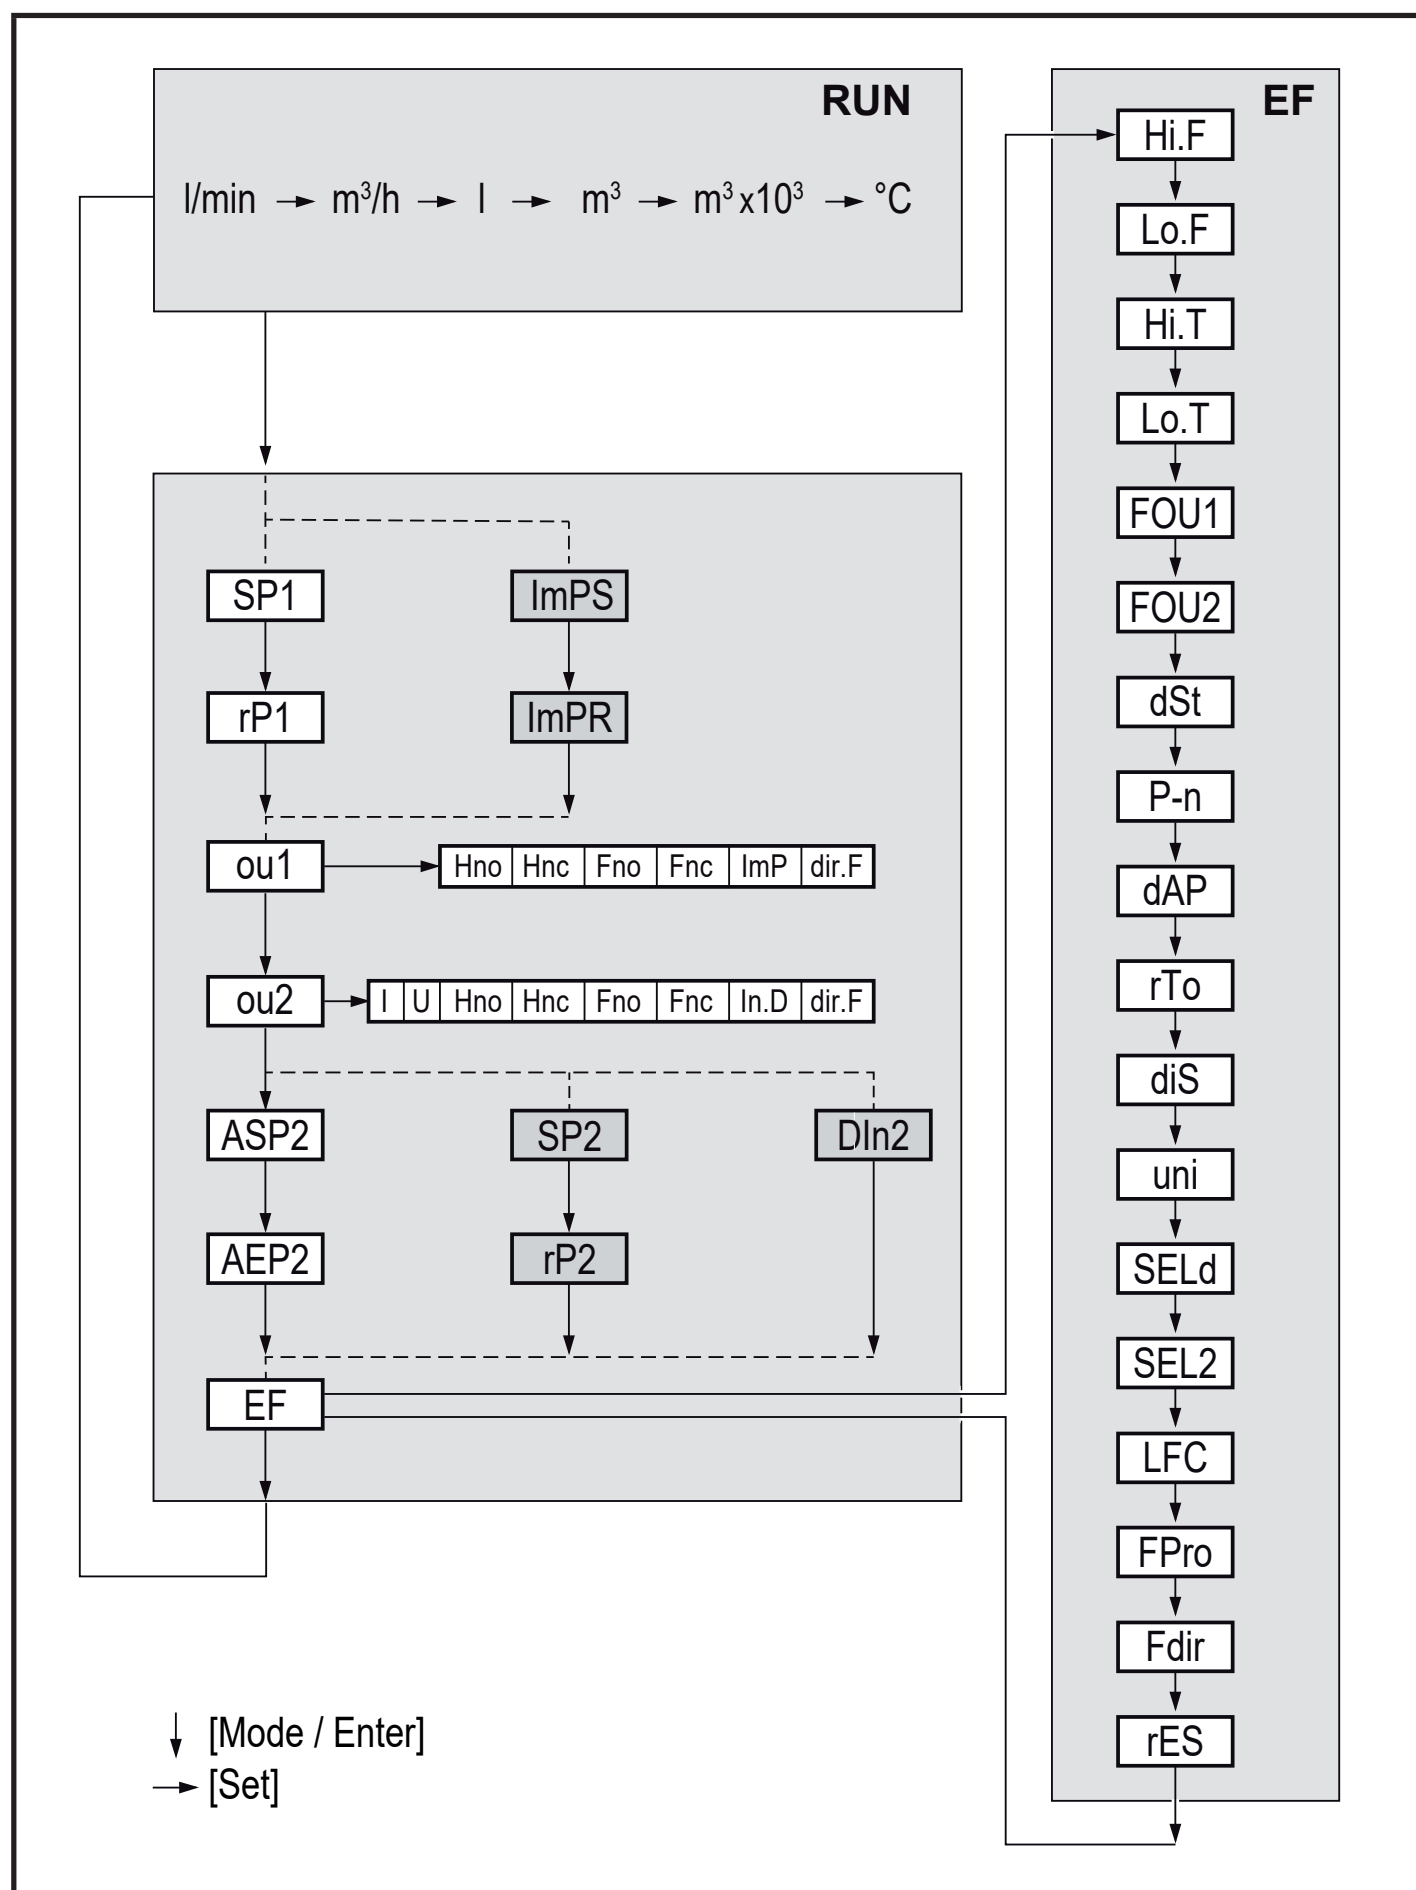 RUN
l/min m³/h l m³ m³ x10³ °C
SP1 ImPS
rP1 ImPR
ou1 Hno Hnc Fno Fnc ImP dir.F
ou2 I U Hno Hnc Fno Fnc In.D dir.F
ASP2 SP2 DIn2
AEP2 rP2
EF
[Mode / Enter]
[Set]
EF
Hi.F
Lo.F
Hi.T
Lo.T
FOU1
FOU2
dSt
P-n
dAP
rTo
diS
uni
SELd
SEL2
LFC
FPro
Fdir
rES